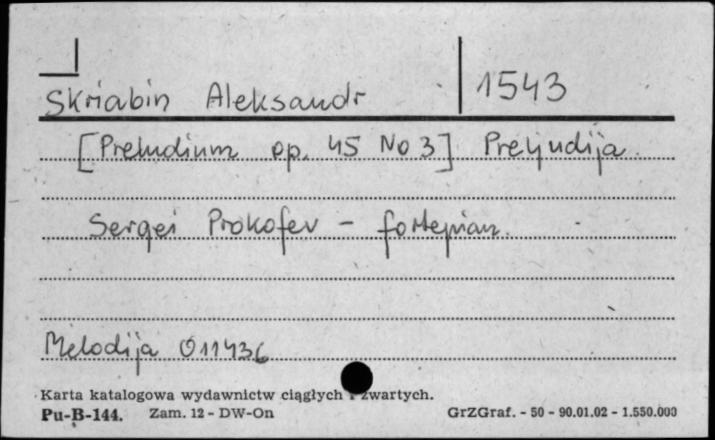 Skriabin Aleksandr 1543
[Preludium op. 45 No 3] Preljudija
Sergei Prokofev - fortepian.
Melodija 011436
Karta katalogowa wydawnictw ciągłych i zwartych.
Pu-B-144. Zam. 12 - DW-On GrZGraf. - 50 - 90.01.02 - 1.550.000